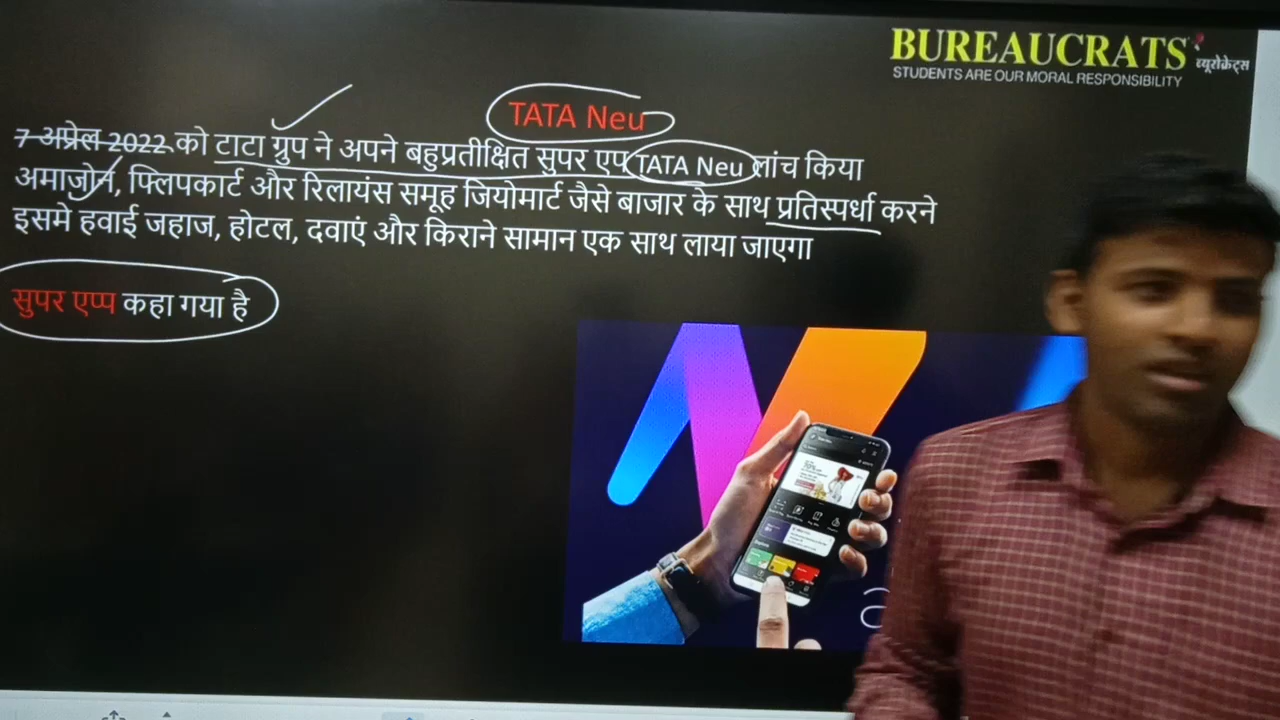 BUREAUCRATS
ब्यूरोक्रेट्स
STUDENTS ARE OUR MORAL RESPONSIBILITY
TATA Neu
7 अप्रेल 2022 को टाटा ग्रुप ने अपने बहुप्रतीक्षित सुपर एप TATA Neu लांच किया
अमाजोन, फ्लिपकार्ट और रिलायंस समूह जियोमार्ट जैसे बाजार के साथ प्रतिस्पर्धा करने
इसमे हवाई जहाज, होटल, दवाएं और किराने सामान एक साथ लाया जाएगा
सुपर एप्प कहा गया है